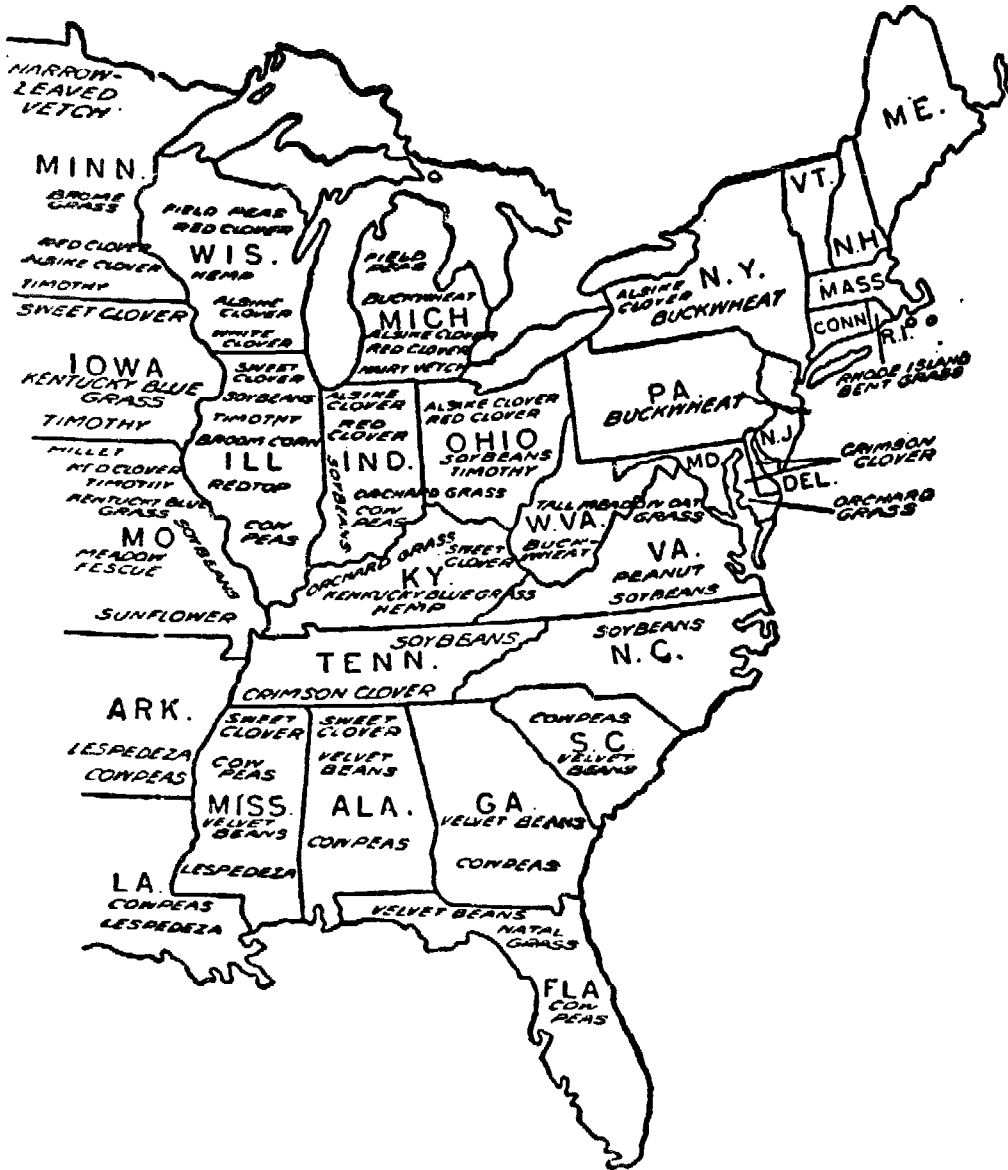 NARROW-
LEAVED
VETCH
MINN.
BROME
GRASS
RED CLOVER
ALSIKE CLOVER
TIMOTHY
SWEET CLOVER
IOWA
KENTUCKY BLUE
GRASS
TIMOTHY
MILLET
RED CLOVER
TIMOTHY
KENTUCKY BLUE
GRASS
MO
SOYBEANS
MEADOW
FESCUE
SUNFLOWER
ARK.
LESPEDEZA
COWPEAS
LA.
COWPEAS
LESPEDEZA
FIELD PEAS
RED CLOVER
WIS.
HEMP
ALSIKE
CLOVER
WHITE
CLOVER
SWEET
CLOVER
SOYBEANS
TIMOTHY
BROOM CORN
ILL
REDTOP
COW
PEAS
FIELD
PEAS
BUCKWHEAT
MICH
ALSIKE CLOVER
RED CLOVER
HAIRY VETCH
ALSIKE
CLOVER
RED
CLOVER
IND.
SOYBEANS
ORCHARD GRASS
COW
PEAS
ALSIKE CLOVER
RED CLOVER
OHIO
SOYBEANS
TIMOTHY
ORCHARD GRASS
SWEET
CLOVER
KY.
KENTUCKY BLUE GRASS
HEMP
SOYBEANS
TENN.
CRIMSON CLOVER
SWEET
CLOVER
COW
PEAS
MISS.
VELVET
BEANS
LESPEDEZA
SWEET
CLOVER
VELVET
BEANS
ALA.
COWPEAS
GA.
VELVET BEANS
COWPEAS
VELVET BEANS
NATAL
GRASS
FLA
COW
PEAS
COWPEAS
S.C.
VELVET
BEANS
SOYBEANS
N.C.
TALL MEADOW OAT
GRASS
W.VA.
BUCK-
WHEAT
VA.
PEANUT
SOYBEANS
ME.
VT.
N.H
MASS
CONN
R.I.
RHODE ISLAND
BENT GRASS
N.Y.
ALSIKE
CLOVER
BUCKWHEAT
PA
BUCKWHEAT
N.J.
MD.
DEL.
CRIMSON
CLOVER
ORCHARD
GRASS